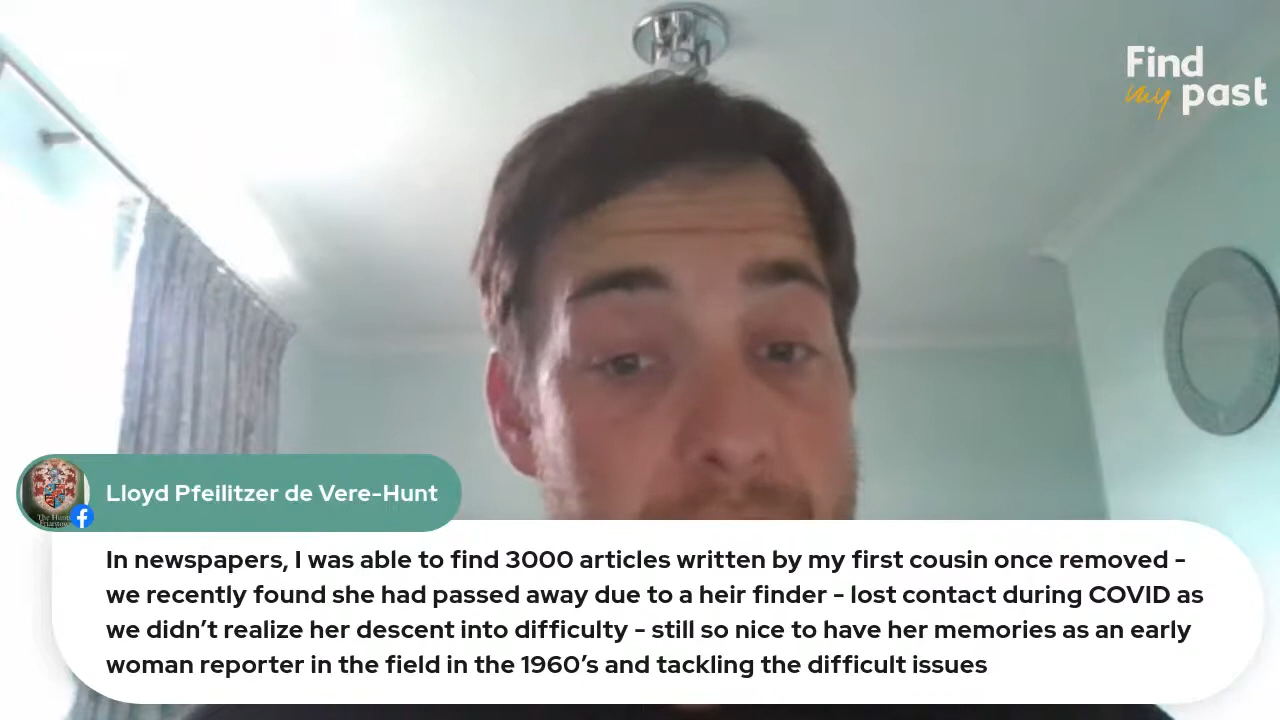 Find
my past
Lloyd Pfeilitzer de Vere-Hunt
In newspapers, I was able to find 3000 articles written by my first cousin once removed -
we recently found she had passed away due to a heir finder - lost contact during COVID as
we didn't realize her descent into difficulty - still so nice to have her memories as an early
woman reporter in the field in the 1960's and tackling the difficult issues